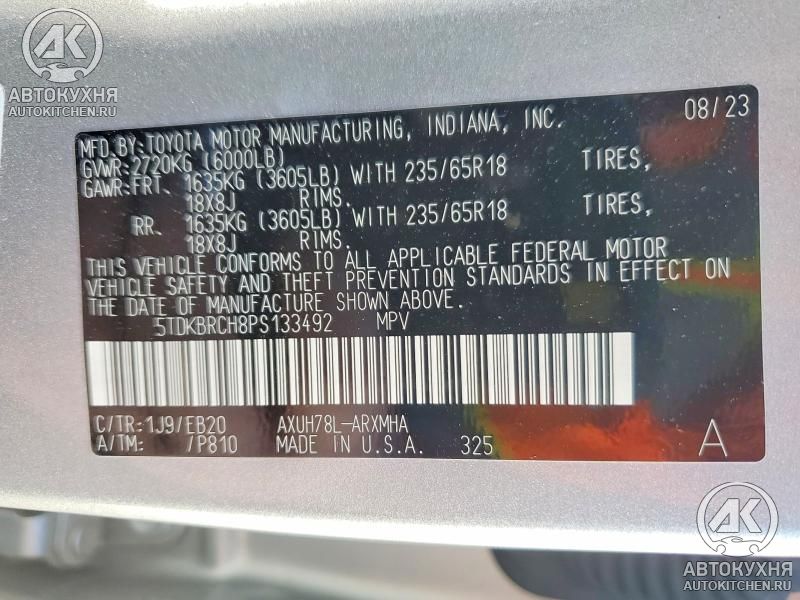 AK
АВТОКУХНЯ
AUTOKITCHEN.RU
08/23
MFD.BY:TOYOTA MOTOR MANUFACTURING, INDIANA, INC.
GVWR:2720KG (6000LB)
GAWR:FRT. 1635KG (3605LB) WITH 235/65R18 TIRES,
18X8J RIMS.
RR. 1635KG (3605LB) WITH 235/65R18 TIRES,
18X8J RIMS.
THIS VEHICLE CONFORMS TO ALL APPLICABLE FEDERAL MOTOR
VEHICLE SAFETY AND THEFT PREVENTION STANDARDS IN EFFECT ON
THE DATE OF MANUFACTURE SHOWN ABOVE.
5TDKBRCH8PS133492 MPV
C/TR:1J9/EB20 AXUH78L-ARXMHA
A/TM: /P810 MADE IN U.S.A. 325 A
AK
АВТОКУХНЯ
AUTOKITCHEN.RU